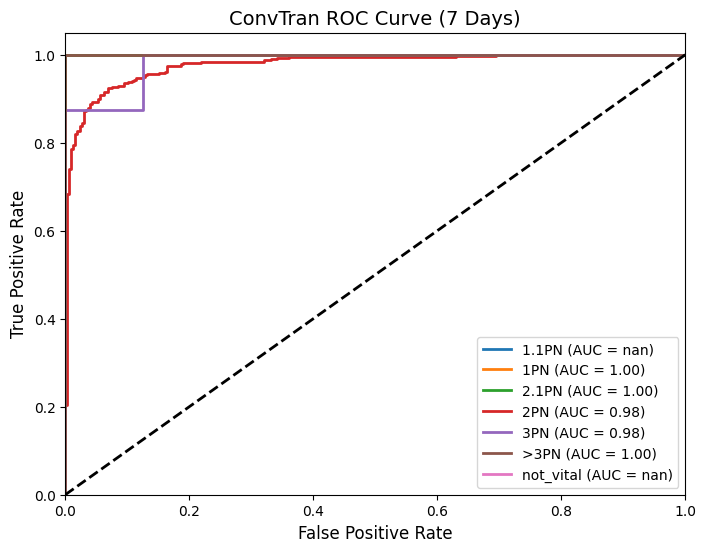 ConvTran ROC Curve (7 Days)
True Positive Rate
1.0
0.8
0.6
0.4
0.2
0.0
0.0 0.2 0.4 0.6 0.8 1.0
False Positive Rate
1.1PN (AUC = nan)
1PN (AUC = 1.00)
2.1PN (AUC = 1.00)
2PN (AUC = 0.98)
3PN (AUC = 0.98)
>3PN (AUC = 1.00)
not_vital (AUC = nan)